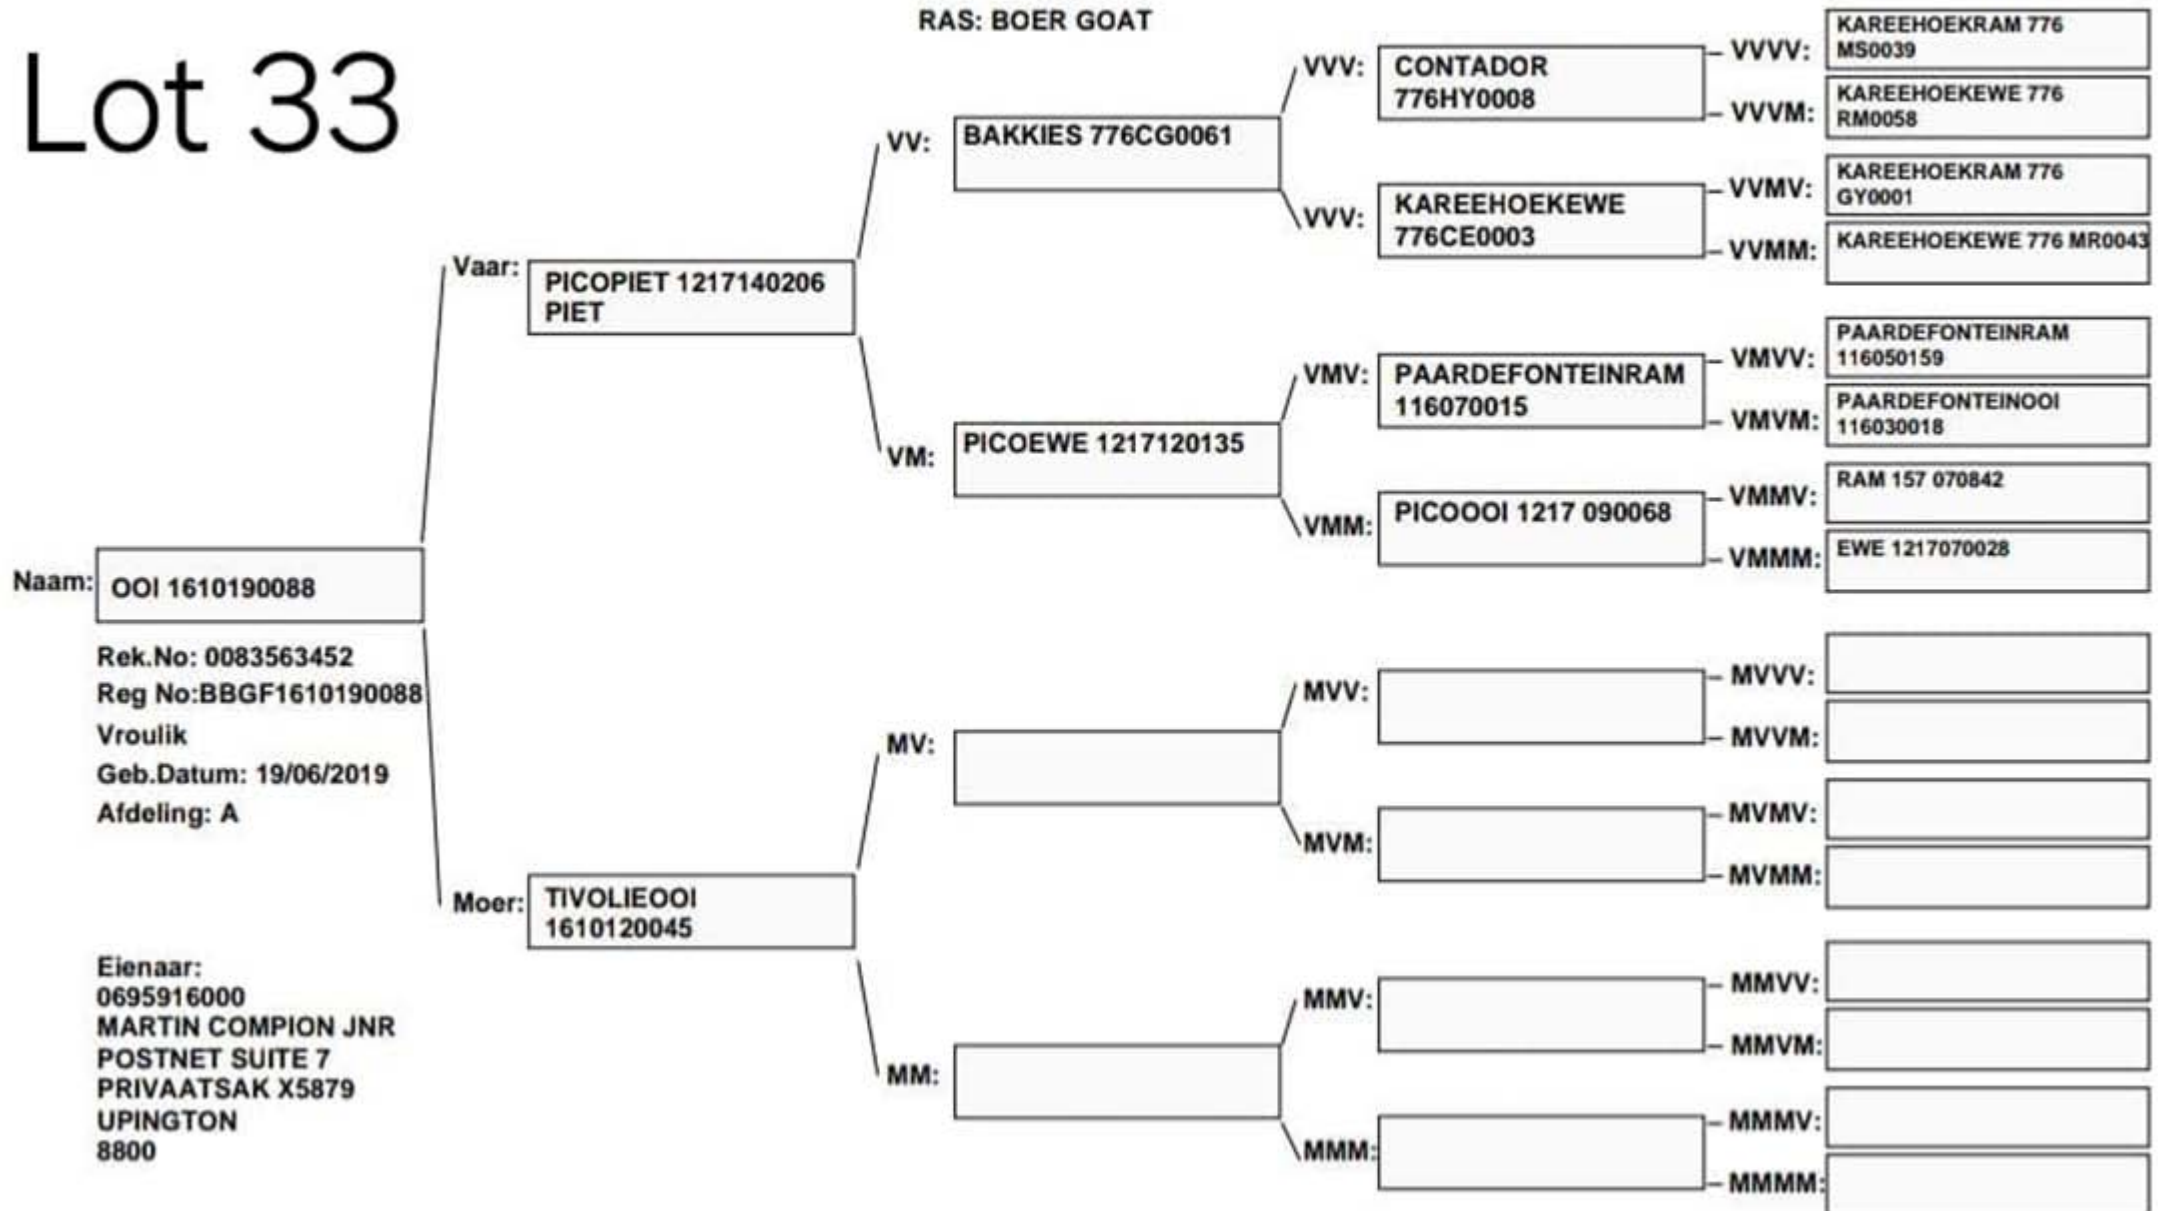 RAS: BOER GOAT
Lot 33
Naam:
OOI 1610190088
Rek.No: 0083563452
Reg No:BBGF1610190088
Vroulik
Geb.Datum: 19/06/2019
Afdeling: A
Eienaar:
0695916000
MARTIN COMPION JNR
POSTNET SUITE 7
PRIVAATSAK X5879
UPINGTON
8800
Vaar:
PICOPIET 1217140206
PIET
Moer:
TIVOLIEOOI
1610120045
VV:
BAKKIES 776CG0061
VM:
PICOEWE 1217120135
MV:
MM:
VVV:
CONTADOR
776HY0008
VVV:
KAREEHOEKEWE
776CE0003
VMV:
PAARDEFONTEINRAM
116070015
VMM:
PICOOOI 1217 090068
MVV:
MVM:
MMV:
MMM:
VVVV:
KAREEHOEKRAM 776
MS0039
VVVM:
KAREEHOEKEWE 776
RM0058
VVMV:
KAREEHOEKRAM 776
GY0001
VVMM:
KAREEHOEKEWE 776 MR0043
VMVV:
PAARDEFONTEINRAM
116050159
VMVM:
PAARDEFONTEINOOI
116030018
VMMV:
RAM 157 070842
VMMM:
EWE 1217070028
MVVV:
MVVM:
MVMV:
MVMM:
MMVV:
MMVM:
MMMV:
MMMM: